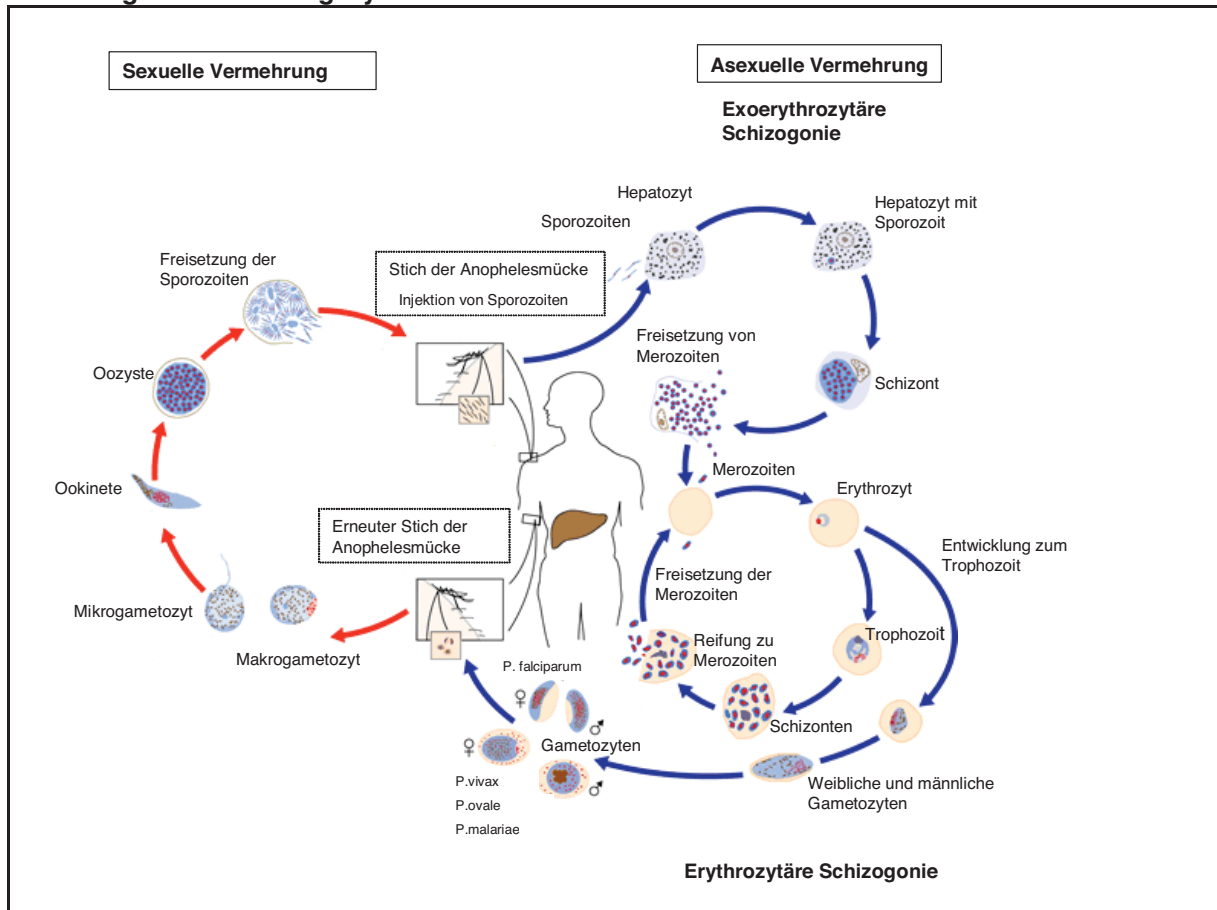 Sexuelle Vermehrung
Asexuelle Vermehrung
Exoerythrozytäre
Schizogonie
Hepatozyt
Sporozoiten
Hepatozyt mit
Sporozoit
Freisetzung der
Sporozoiten
Stich der Anophelesmücke
Injektion von Sporozoiten
Freisetzung von
Merozoiten
Oozyste
Schizont
Merozoiten
Ookinete
Erythrozyt
Erneuter Stich der
Anophelesmücke
Entwicklung zum
Trophozoit
Freisetzung der
Merozoiten
Mikrogametozyt
Makrogametozyt
Reifung zu
Merozoiten
Trophozoit
P. falciparum
♀
♂
Schizonten
♀
Gametozyten
♂
Weibliche und männliche
Gametozyten
P.vivax
P.ovale
P.malariae
Erythrozytäre Schizogonie